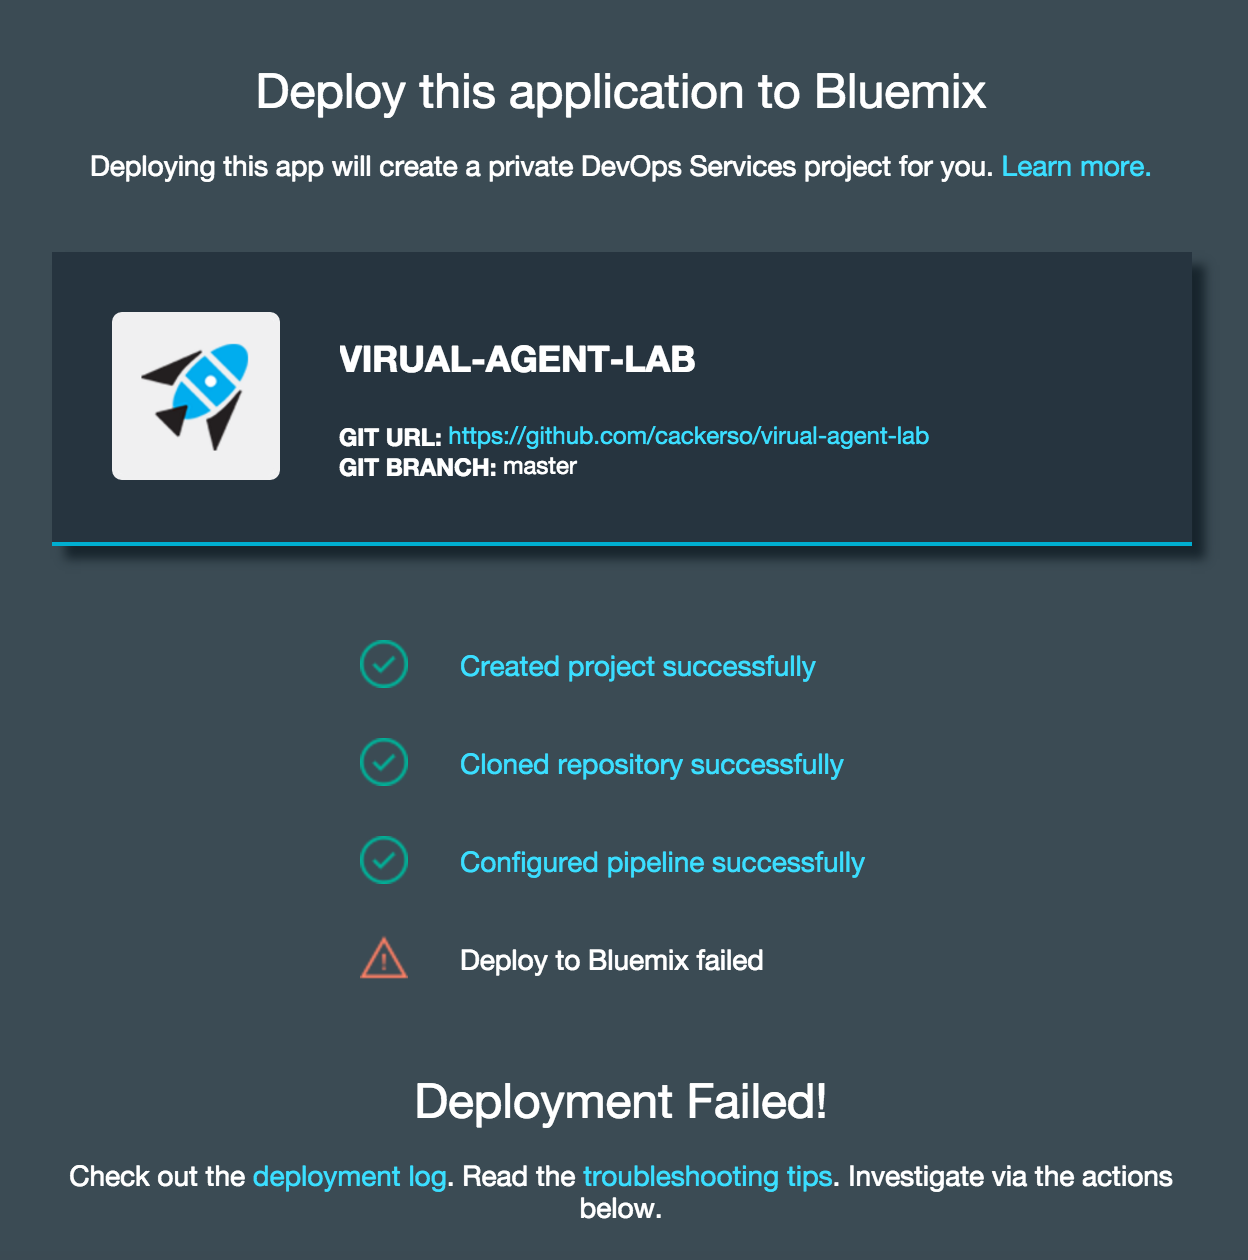 Deploy this application to Bluemix
Deploying this app will create a private DevOps Services project for you. Learn more.
VIRUAL-AGENT-LAB
GIT URL: https://github.com/cackerso/virual-agent-lab
GIT BRANCH: master
Created project successfully
Cloned repository successfully
Configured pipeline successfully
Deploy to Bluemix failed
Deployment Failed!
Check out the deployment log. Read the troubleshooting tips. Investigate via the actions
below.